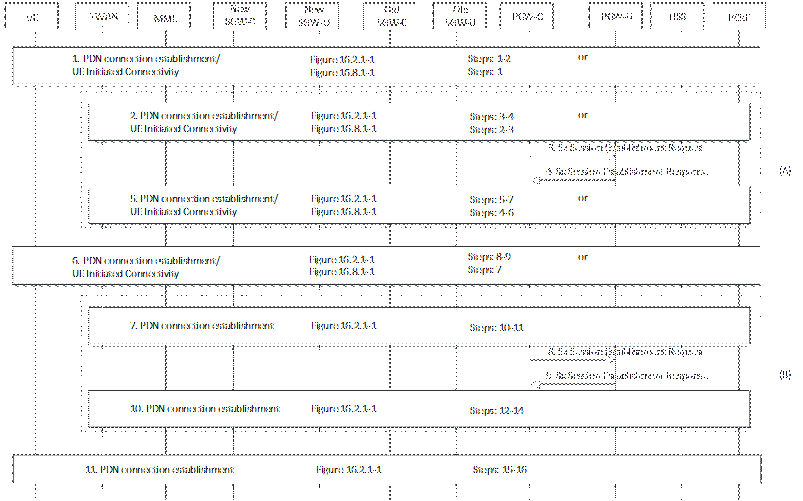 UE TWAN MME New SGW-C New SGW-U Old SGW-C Old SGW-U PGW-C PGW-U HSS PCRF
1. PDN connection establishment/ Figure 16.2.1-1 Steps: 1-2 or
UE Initiated Connectivity Figure 16.8.1-1 Steps: 1
2. PDN connection establishment/ Figure 16.2.1-1 Steps: 3-4 or
UE Initiated Connectivity Figure 16.8.1-1 Steps: 2-3
3. Sx Session Establishment Request
4. Sx Session Establishment Response
(A)
5. PDN connection establishment/ Figure 16.2.1-1 Steps: 5-7 or
UE Initiated Connectivity Figure 16.8.1-1 Steps: 4-6
6. PDN connection establishment/ Figure 16.2.1-1 Steps: 8-9 or
UE Initiated Connectivity Figure 16.8.1-1 Steps: 7
7. PDN connection establishment Figure 16.2.1-1 Steps: 10-11
8. Sx Session Establishment Request
9. Sx Session Establishment Response
(B)
10. PDN connection establishment Figure 16.2.1-1 Steps: 12-14
11. PDN connection establishment Figure 16.2.1-1 Steps: 15-16